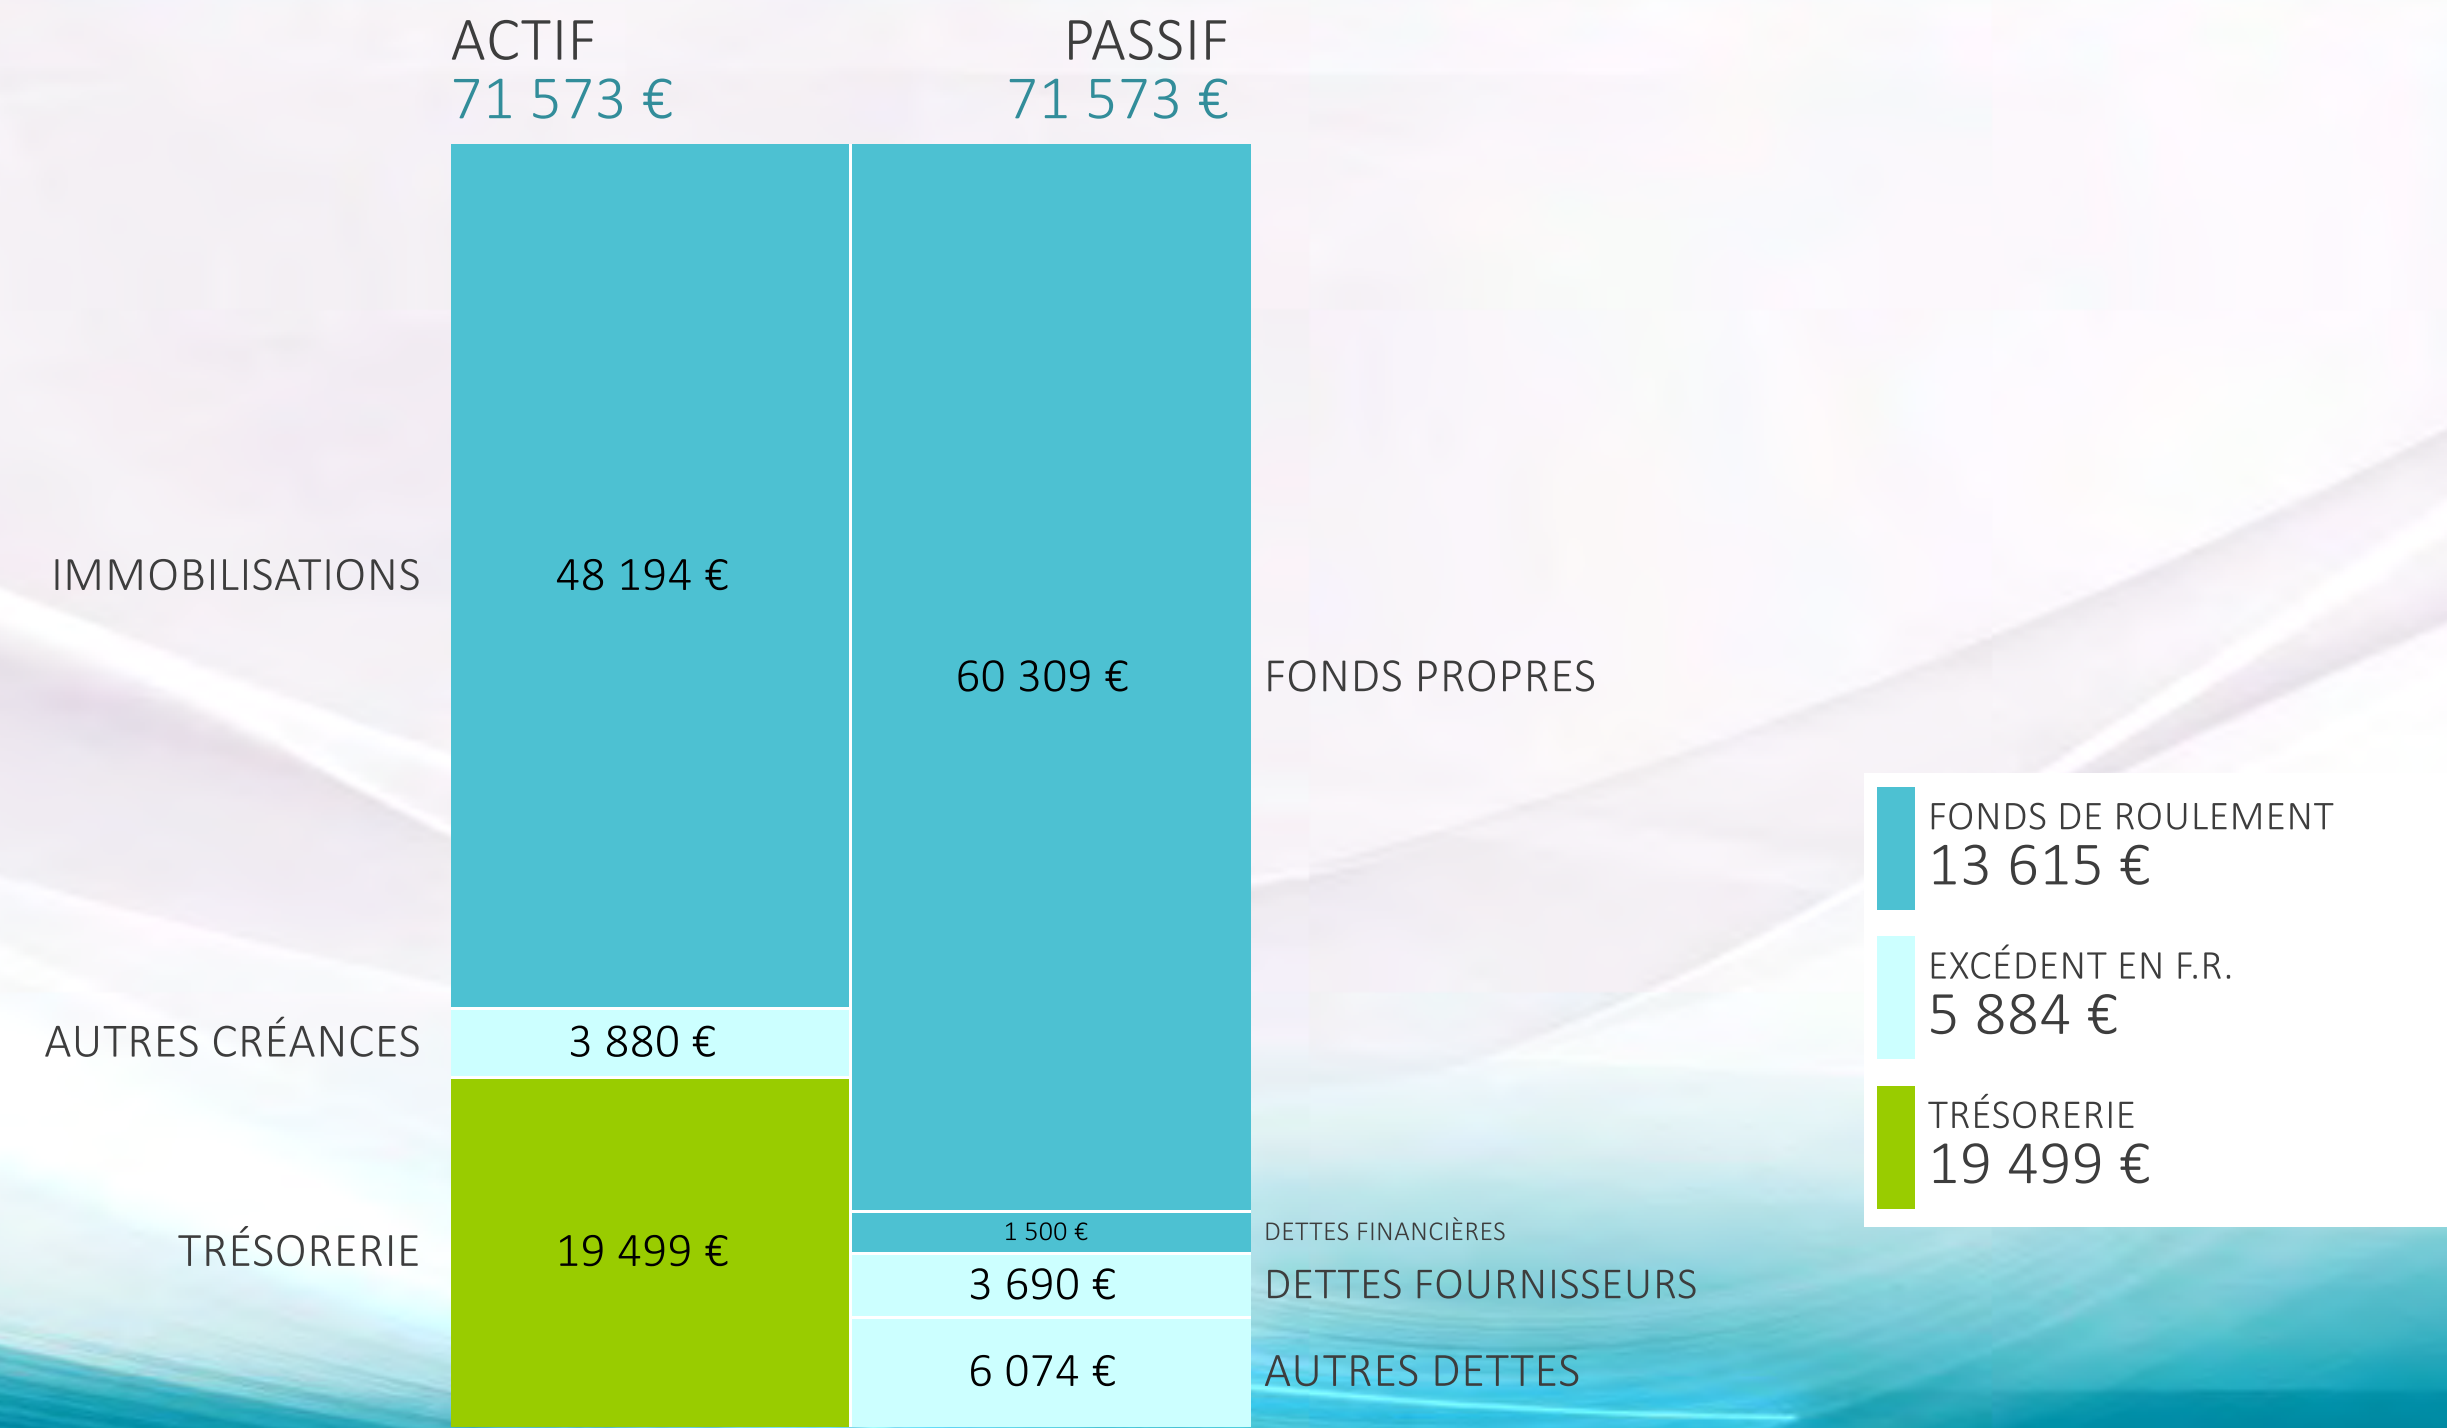 ACTIF
71 573 €
PASSIF
71 573 €
IMMOBILISATIONS
48 194 €
60 309 €
FONDS PROPRES
AUTRES CRÉANCES
3 880 €
TRÉSORERIE
19 499 €
1 500 €
DETTES FINANCIÈRES
3 690 €
DETTES FOURNISSEURS
6 074 €
AUTRES DETTES
FONDS DE ROULEMENT
13 615 €
EXCÉDENT EN F.R.
5 884 €
TRÉSORERIE
19 499 €